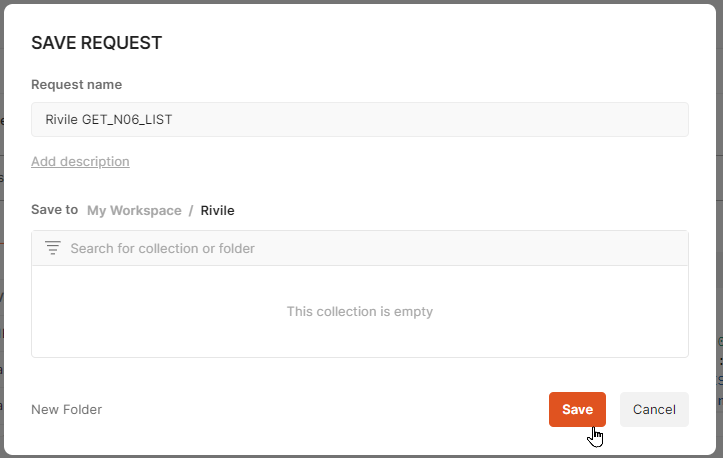 SAVE REQUEST
Request name
Rivile GET_N06_LIST
Add description
Save to My Workspace / Rivile
Search for collection or folder
This collection is empty
New Folder
Save
Cancel